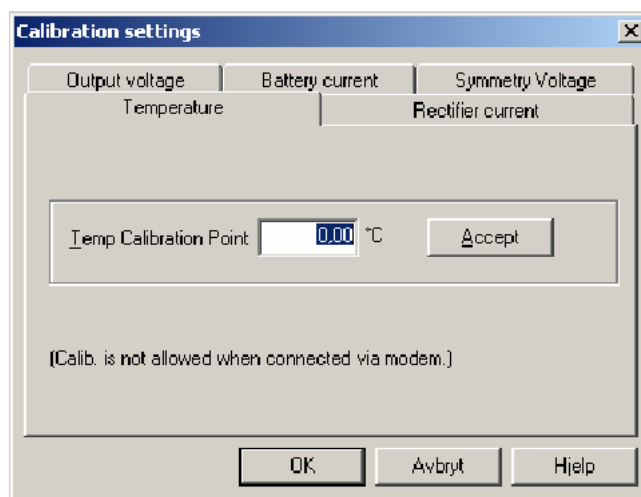 Calibration settings
Output voltage
Battery current
Symmetry Voltage
Temperature
Rectifier current
Temp Calibration Point 0,00 °C Accept
(Calib. is not allowed when connected via modem.)
OK Avbryt Hjelp